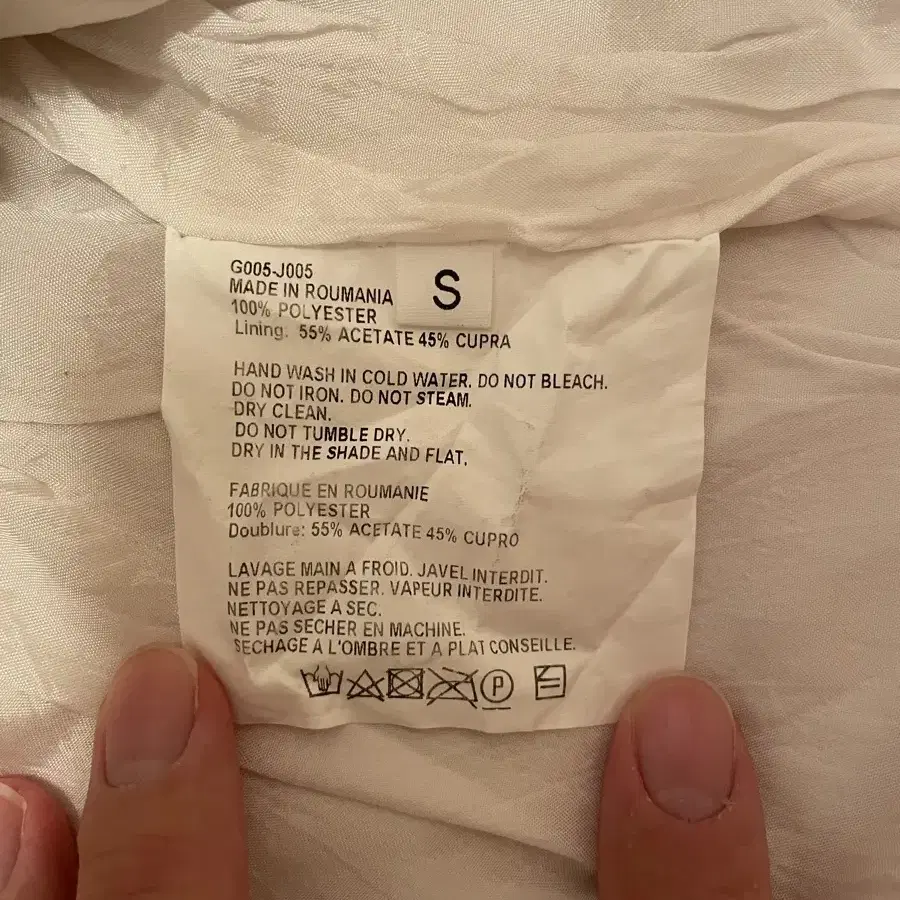 G005-J005
S
MADE IN ROUMANIA
100% POLYESTER
Lining: 55% ACETATE 45% CUPRA
HAND WASH IN COLD WATER. DO NOT BLEACH.
DO NOT IRON. DO NOT STEAM.
DRY CLEAN.
DO NOT TUMBLE DRY.
DRY IN THE SHADE AND FLAT.
FABRIQUE EN ROUMANIE
100% POLYESTER
Doublure: 55% ACETATE 45% CUPRO
LAVAGE MAIN A FROID. JAVEL INTERDIT.
NE PAS REPASSER. VAPEUR INTERDITE.
NETTOYAGE A SEC.
NE PAS SECHER EN MACHINE.
SECHAGE A L'OMBRE ET A PLAT CONSEILLE.
P